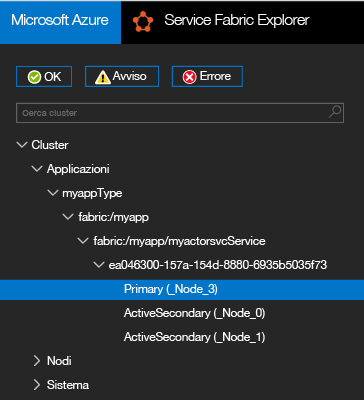 Microsoft Azure Service Fabric Explorer
OK Avviso Errore
Cerca cluster
Cluster
Applicazioni
myappType
fabric:/myapp
fabric:/myapp/myactorsvcService
ea046300-157a-154d-8880-6935b5035f73
Primary (_Node_3)
ActiveSecondary (_Node_0)
ActiveSecondary (_Node_1)
Nodi
Sistema